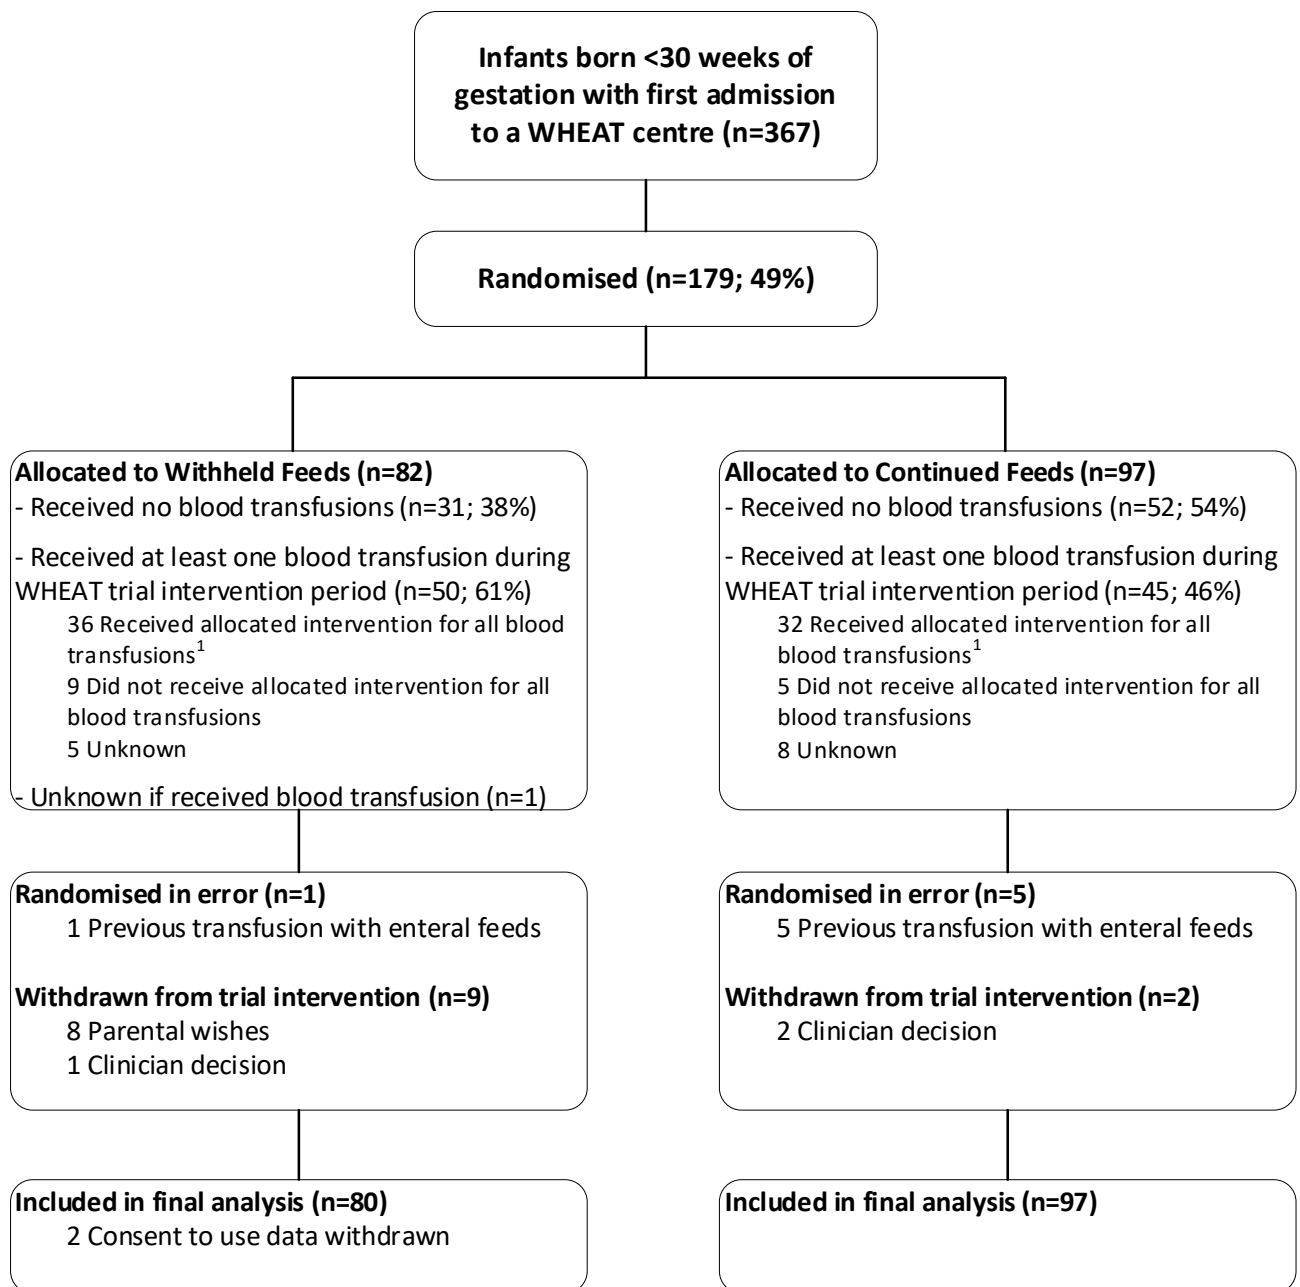 Infants born <30 weeks of
gestation with first admission
to a WHEAT centre (n=367)
Randomised (n=179; 49%)
Allocated to Withheld Feeds (n=82)
- Received no blood transfusions (n=31; 38%)
- Received at least one blood transfusion during
WHEAT trial intervention period (n=50; 61%)
36 Received allocated intervention for all blood
transfusions¹
9 Did not receive allocated intervention for all
blood transfusions
5 Unknown
- Unknown if received blood transfusion (n=1)
Allocated to Continued Feeds (n=97)
- Received no blood transfusions (n=52; 54%)
- Received at least one blood transfusion during
WHEAT trial intervention period (n=45; 46%)
32 Received allocated intervention for all
blood transfusions¹
5 Did not receive allocated intervention for all
blood transfusions
8 Unknown
Randomised in error (n=1)
1 Previous transfusion with enteral feeds
Withdrawn from trial intervention (n=9)
8 Parental wishes
1 Clinician decision
Randomised in error (n=5)
5 Previous transfusion with enteral feeds
Withdrawn from trial intervention (n=2)
2 Clinician decision
Included in final analysis (n=80)
2 Consent to use data withdrawn
Included in final analysis (n=97)